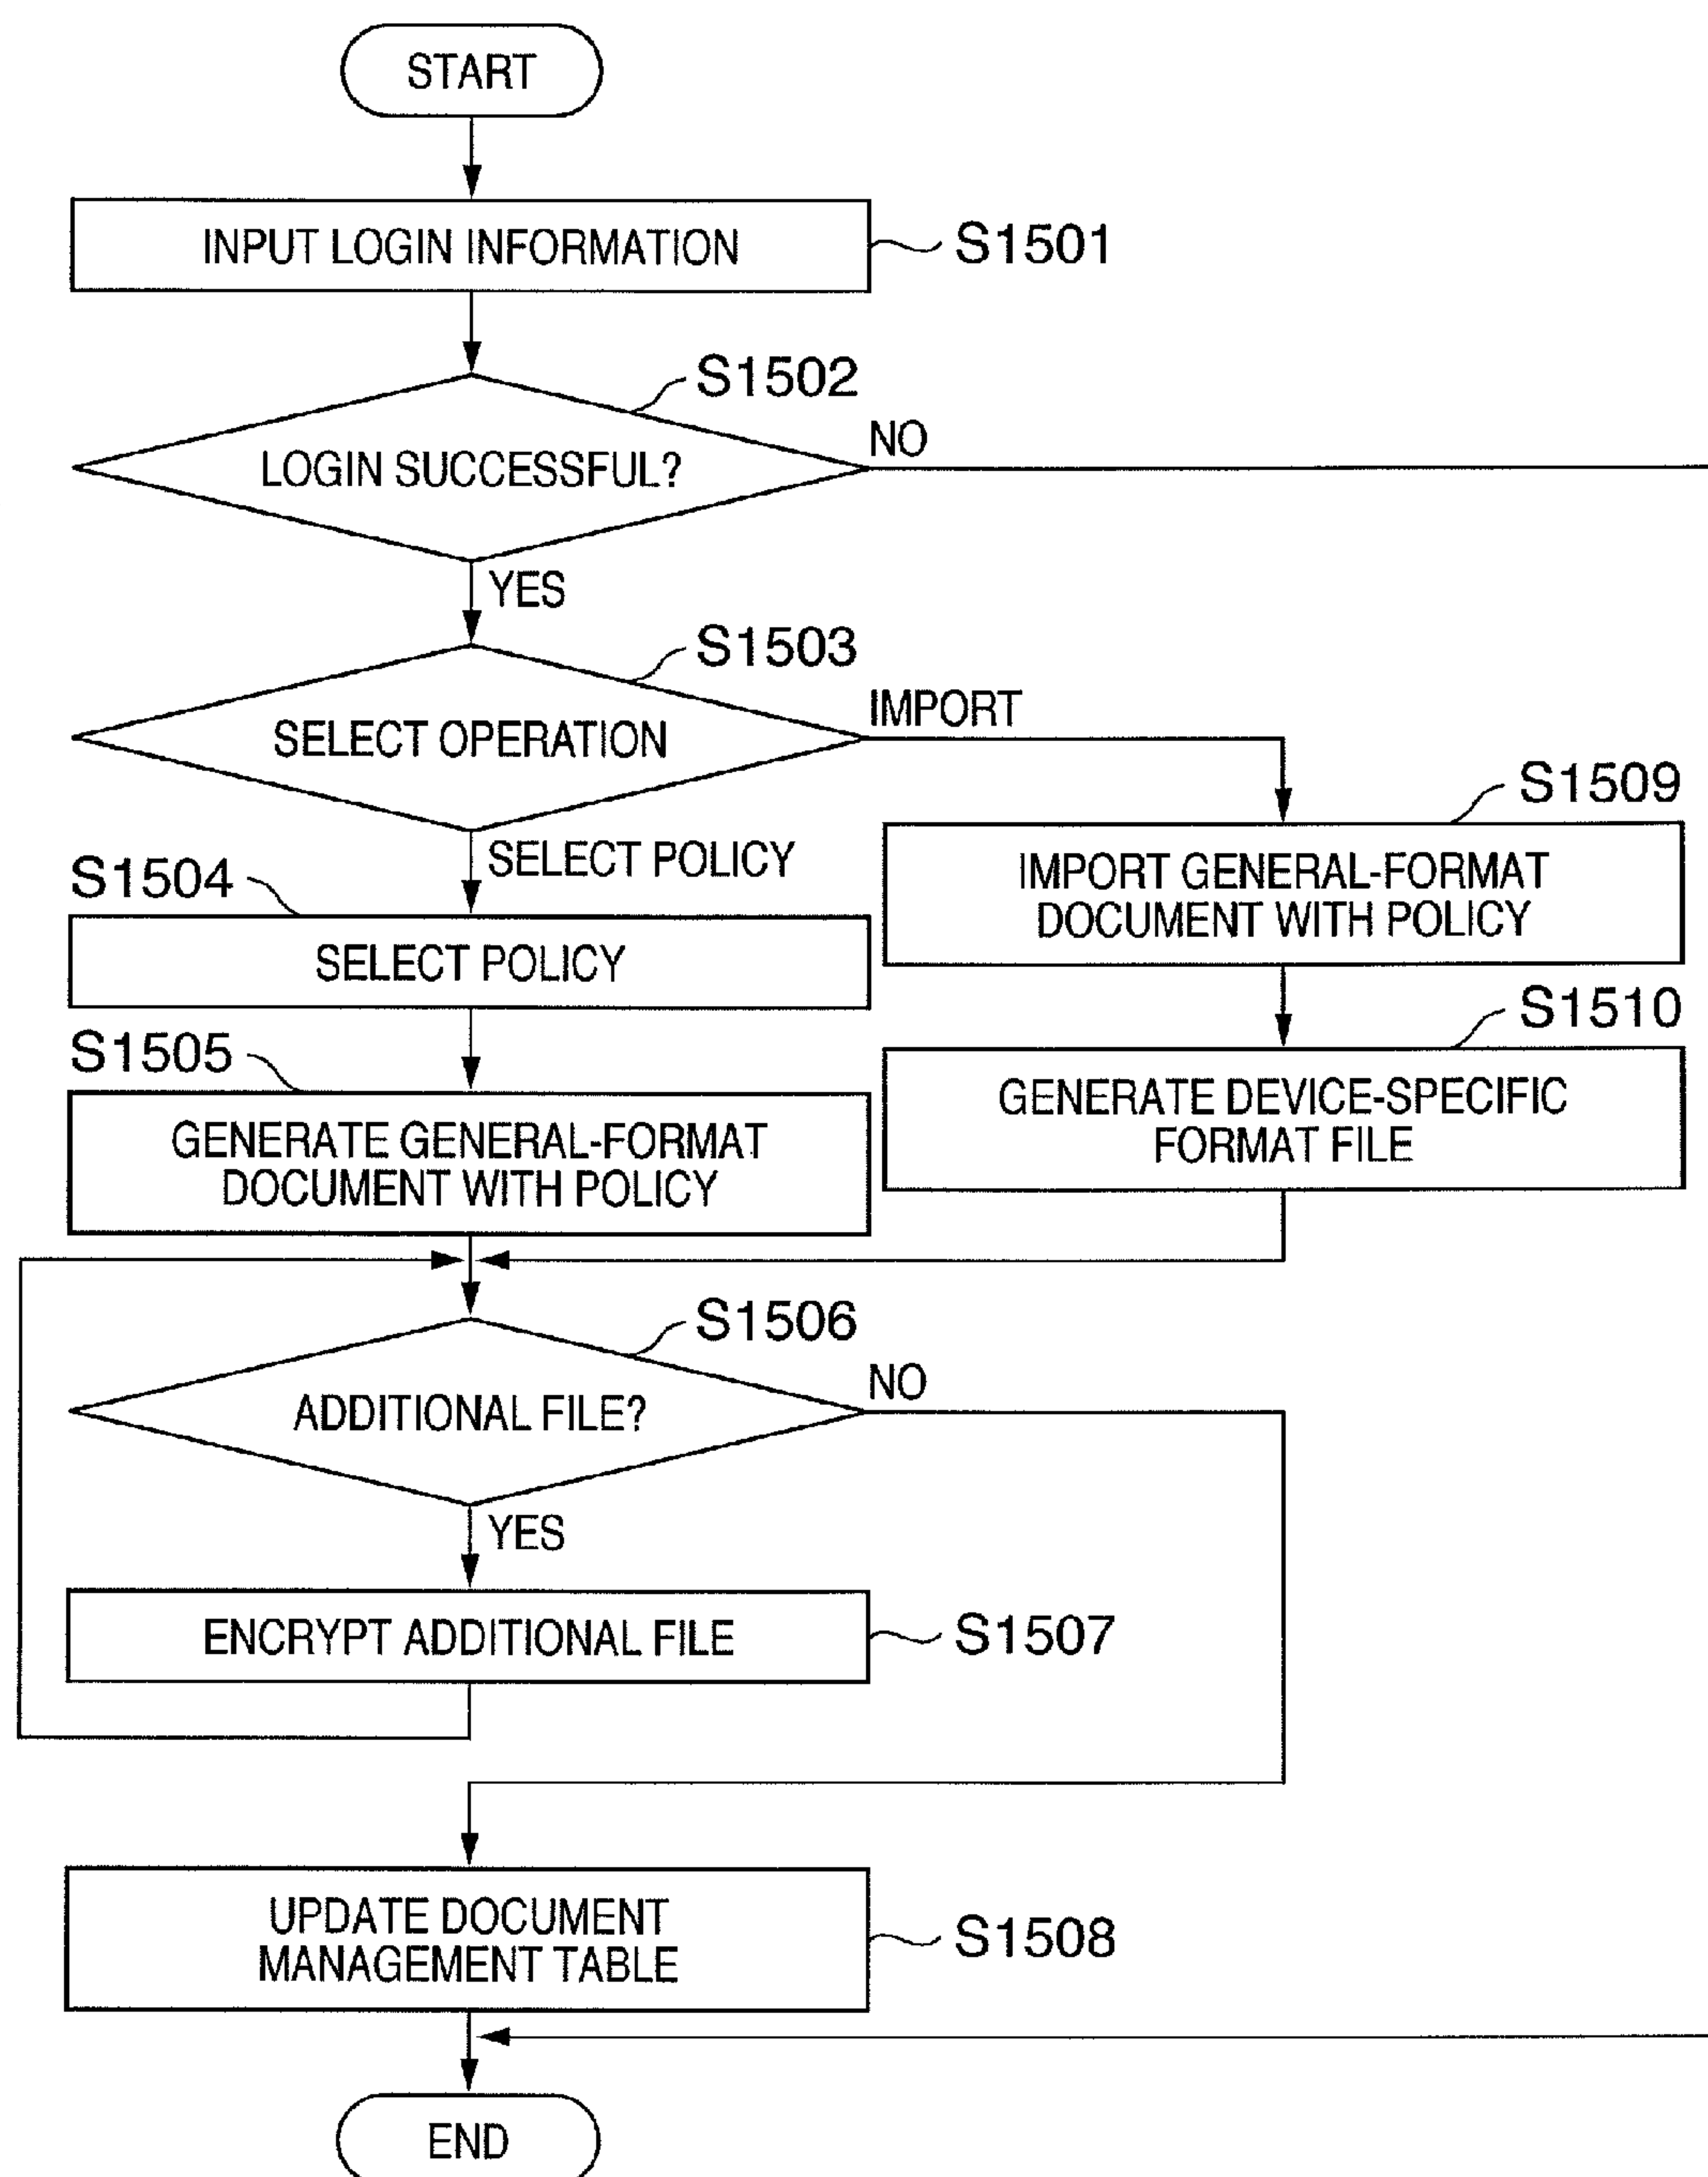 START
INPUT LOGIN INFORMATION
S1501
S1502
LOGIN SUCCESSFUL?
NO
YES
S1503
SELECT OPERATION
IMPORT
SELECT POLICY
S1504
SELECT POLICY
S1509
IMPORT GENERAL-FORMAT
DOCUMENT WITH POLICY
S1505
GENERATE GENERAL-FORMAT
DOCUMENT WITH POLICY
S1510
GENERATE DEVICE-SPECIFIC
FORMAT FILE
S1506
ADDITIONAL FILE?
NO
YES
ENCRYPT ADDITIONAL FILE
S1507
UPDATE DOCUMENT
MANAGEMENT TABLE
S1508
END